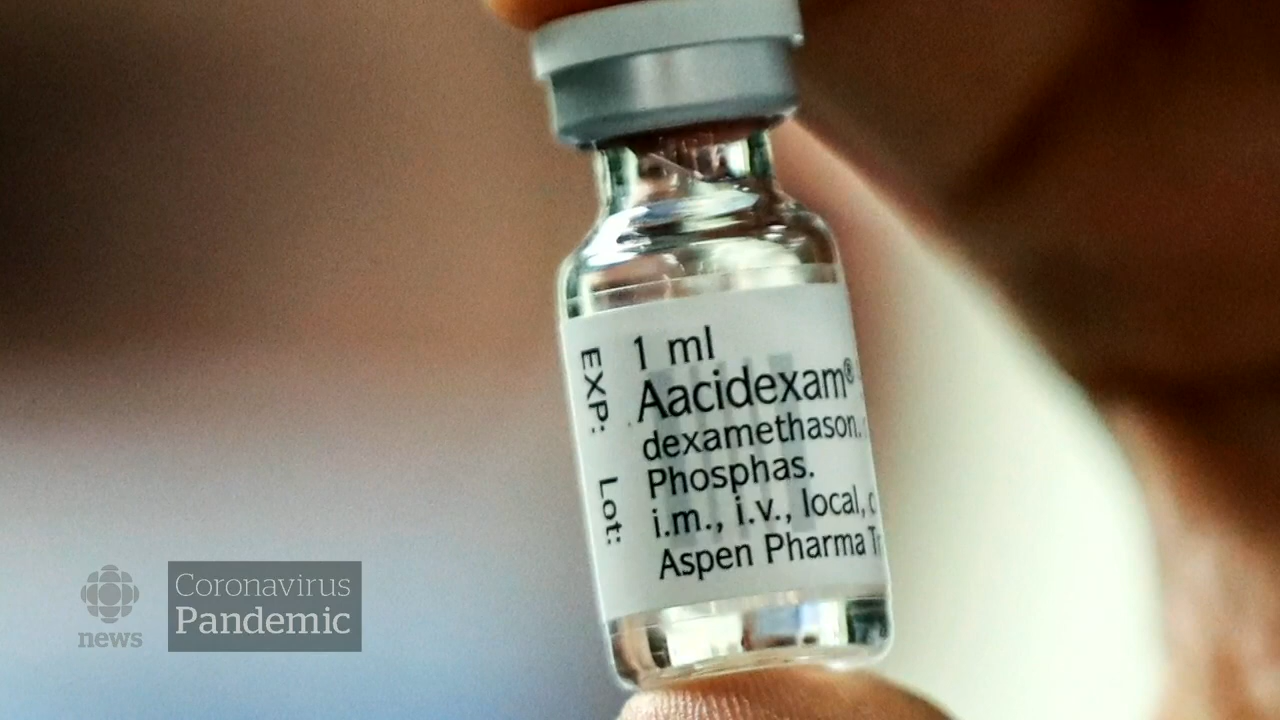 1 ml
Aacidexam®
dexamethason.
Phosphas.
i.m., i.v., local,
Aspen Pharma
EXP:
Lot:
news
Coronavirus
Pandemic